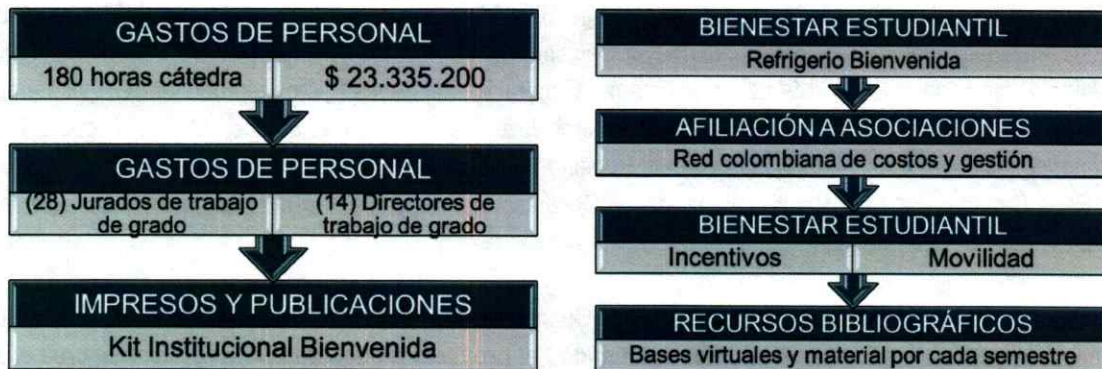 GASTOS DE PERSONAL
180 horas cátedra $ 23.335.200
GASTOS DE PERSONAL
(28) Jurados de trabajo (14) Directores de
de grado trabajo de grado
IMPRESOS Y PUBLICACIONES
Kit Institucional Bienvenida
BIENESTAR ESTUDIANTIL
Refrigerio Bienvenida
AFILIACIÓN A ASOCIACIONES
Red colombiana de costos y gestión
BIENESTAR ESTUDIANTIL
Incentivos Movilidad
RECURSOS BIBLIOGRÁFICOS
Bases virtuales y material por cada semestre